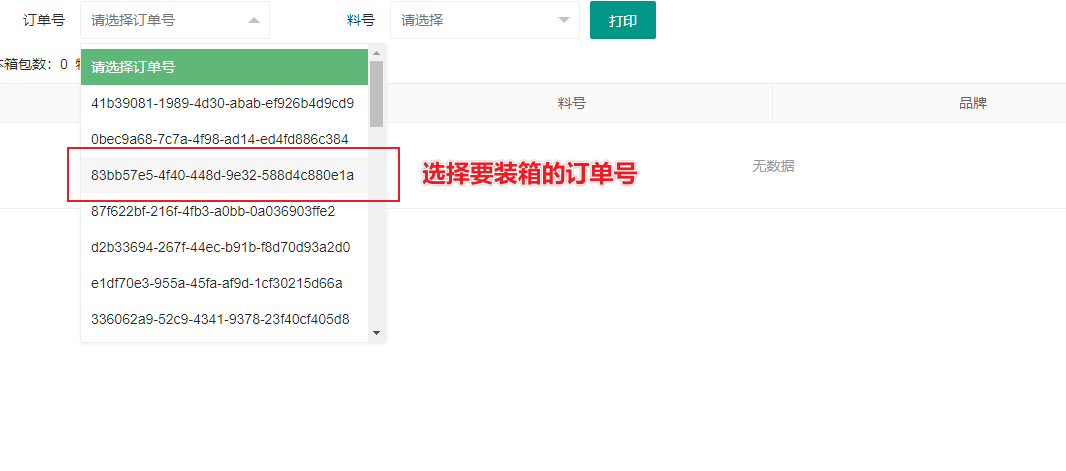 订单号 请选择订单号 料号 请选择 打印
箱包数：0
请选择订单号
41b39081-1989-4d30-abab-ef926b4d9cd9
料号 品牌
0bec9a68-7c7a-4f98-ad14-ed4fd886c384
83bb57e5-4f40-448d-9e32-588d4c880e1a
选择要装箱的订单号
无数据
87f622bf-216f-4fb3-a0bb-0a036903ffe2
d2b33694-267f-44ec-b91b-f8d70d93a2d0
e1df70e3-955a-45fa-af9d-1cf30215d66a
336062a9-52c9-4341-9378-23f40cf405d8